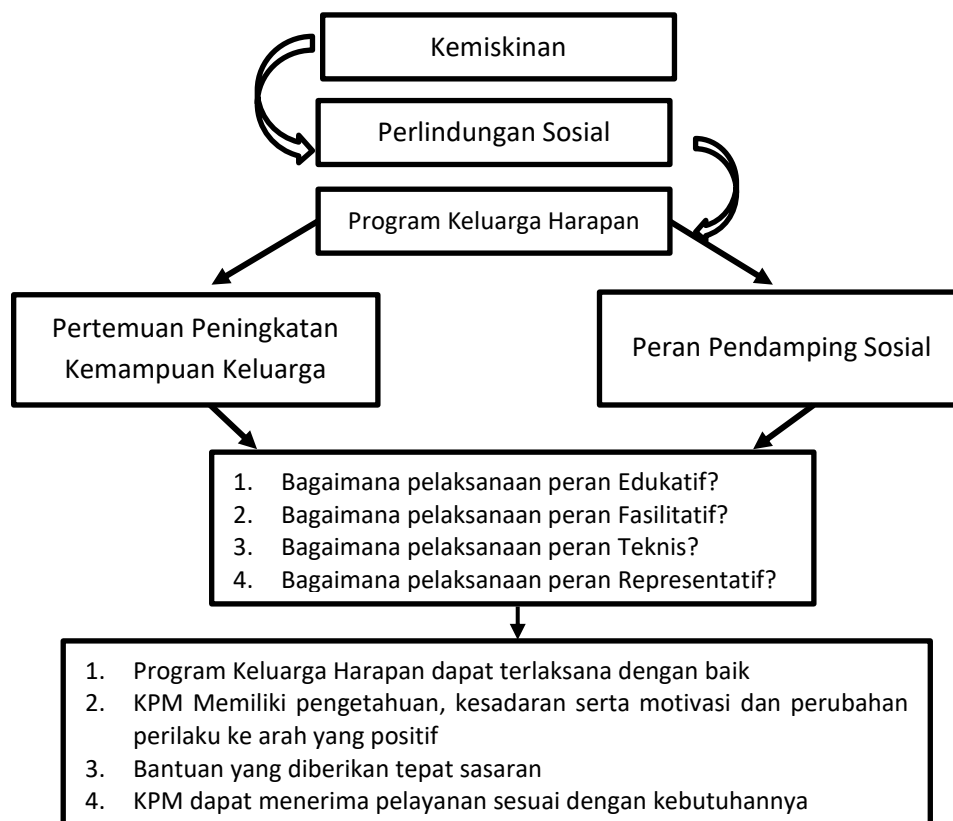 Kemiskinan
Perlindungan Sosial
Program Keluarga Harapan
Pertemuan Peningkatan
Kemampuan Keluarga
Peran Pendamping Sosial
1. Bagaimana pelaksanaan peran Edukatif?
2. Bagaimana pelaksanaan peran Fasilitatif?
3. Bagaimana pelaksanaan peran Teknis?
4. Bagaimana pelaksanaan peran Representatif?
1. Program Keluarga Harapan dapat terlaksana dengan baik
2. KPM Memiliki pengetahuan, kesadaran serta motivasi dan perubahan
perilaku ke arah yang positif
3. Bantuan yang diberikan tepat sasaran
4. KPM dapat menerima pelayanan sesuai dengan kebutuhannya